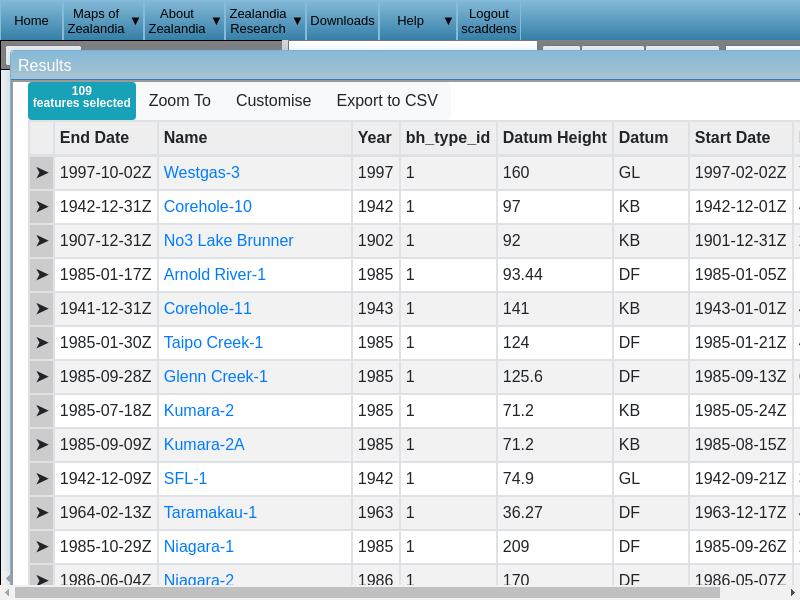 Home
Maps of
Zealandia ▼
About
Zealandia ▼
Zealandia
Research ▼
Downloads
Help ▼
Logout
scaddens
Results
109
features selected
Zoom To Customise Export to CSV
End Date Name Year bh_type_id Datum Height Datum Start Date
➤ 1997-10-02Z Westgas-3 1997 1 160 GL 1997-02-02Z
➤ 1942-12-31Z Corehole-10 1942 1 97 KB 1942-12-01Z
➤ 1907-12-31Z No3 Lake Brunner 1902 1 92 KB 1901-12-31Z
➤ 1985-01-17Z Arnold River-1 1985 1 93.44 DF 1985-01-05Z
➤ 1941-12-31Z Corehole-11 1943 1 141 KB 1943-01-01Z
➤ 1985-01-30Z Taipo Creek-1 1985 1 124 DF 1985-01-21Z
➤ 1985-09-28Z Glenn Creek-1 1985 1 125.6 DF 1985-09-13Z
➤ 1985-07-18Z Kumara-2 1985 1 71.2 KB 1985-05-24Z
➤ 1985-09-09Z Kumara-2A 1985 1 71.2 KB 1985-08-15Z
➤ 1942-12-09Z SFL-1 1942 1 74.9 GL 1942-09-21Z
➤ 1964-02-13Z Taramakau-1 1963 1 36.27 DF 1963-12-17Z
➤ 1985-10-29Z Niagara-1 1985 1 209 DF 1985-09-26Z
➤ 1986-06-04Z Niagara-2 1986 1 170 DF 1986-05-07Z